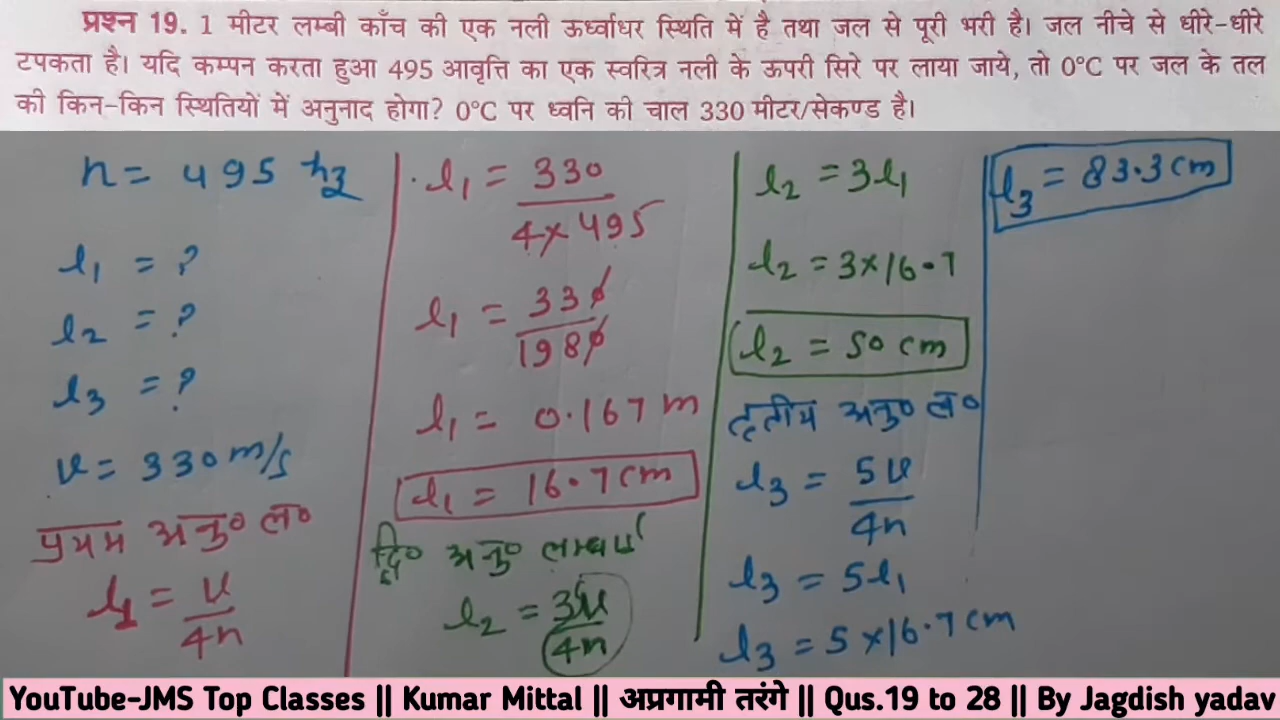 प्रश्न 19. 1 मीटर लम्बी काँच की एक नली ऊर्ध्वाधर स्थिति में है तथा जल से पूरी भरी है। जल नीचे से धीरे-धीरे
टपकता है। यदि कम्पन करता हुआ 495 आवृत्ति का एक स्वरित्र नली के ऊपरी सिरे पर लाया जाये, तो 0°C पर जल के तल
की किन-किन स्थितियों में अनुनाद होगा? 0°C पर ध्वनि की चाल 330 मीटर/सेकण्ड है।
n = 495 hz
l₁ = ?
l₂ = ?
l₃ = ?
v = 330 m/s
प्रथम अनु० ल०
l₁ = v
4n
l₁ = 330
4×495
l₁ = 330
1980
l₁ = 0.167 m
l₁ = 16.7 cm
द्वि० अनु० लम्बाई
l₂ = 3v
4n
l₂ = 3l₁
l₂ = 3×16.7
l₂ = 50 cm
तृतीय अनु० ल०
l₃ = 5v
4n
l₃ = 5l₁
l₃ = 5×16.7 cm
l₃ = 83.3 cm
YouTube-JMS Top Classes || Kumar Mittal || अप्रगामी तरंगे || Qus.19 to 28 || By Jagdish yadav